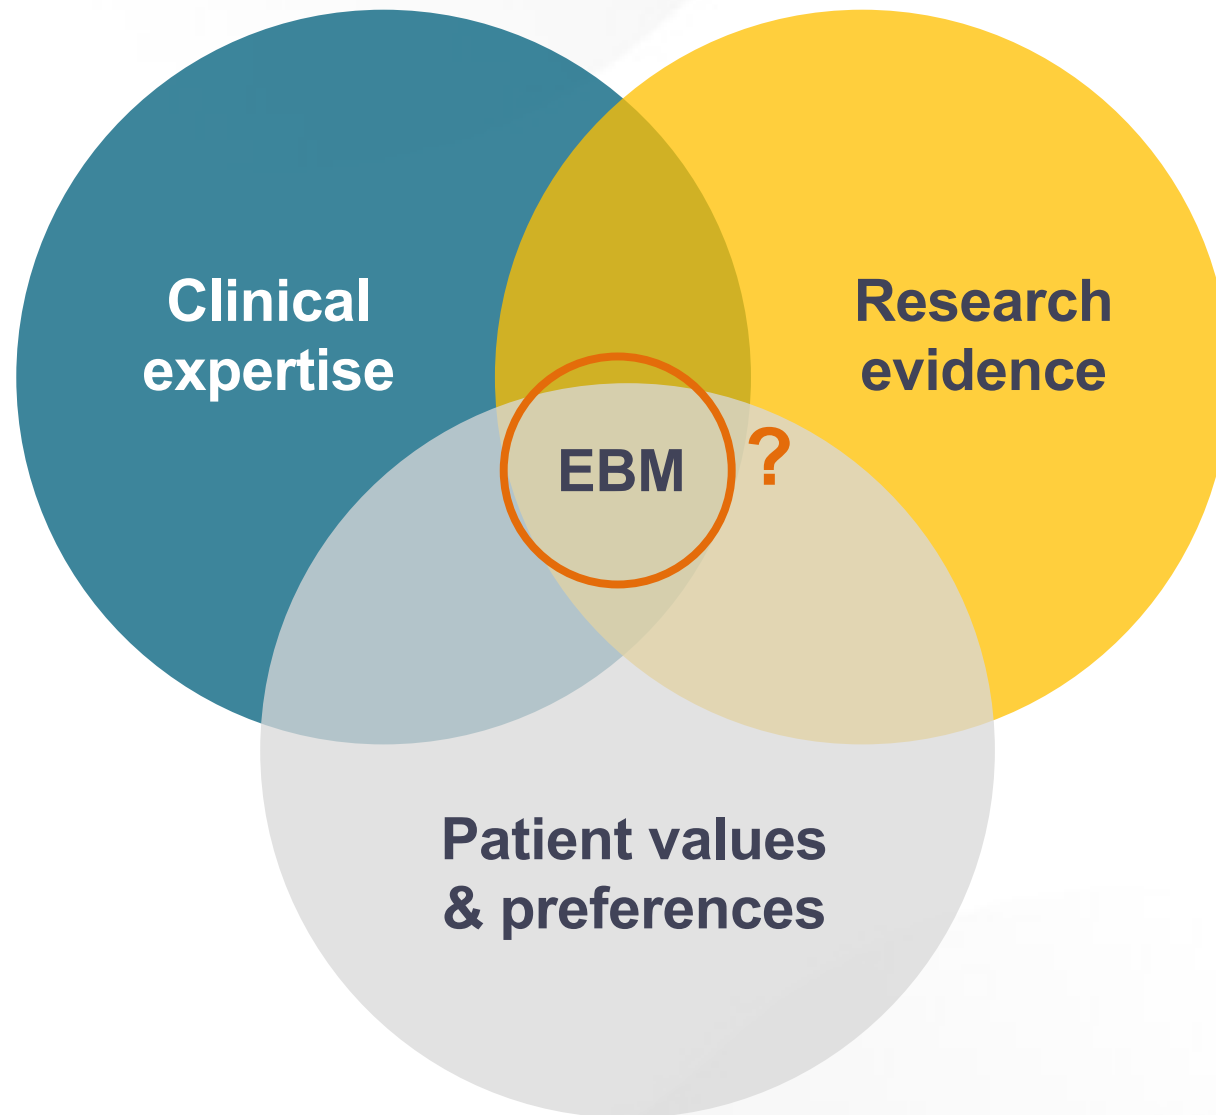 Clinical
expertise
Research
evidence
EBM
?
Patient values
& preferences